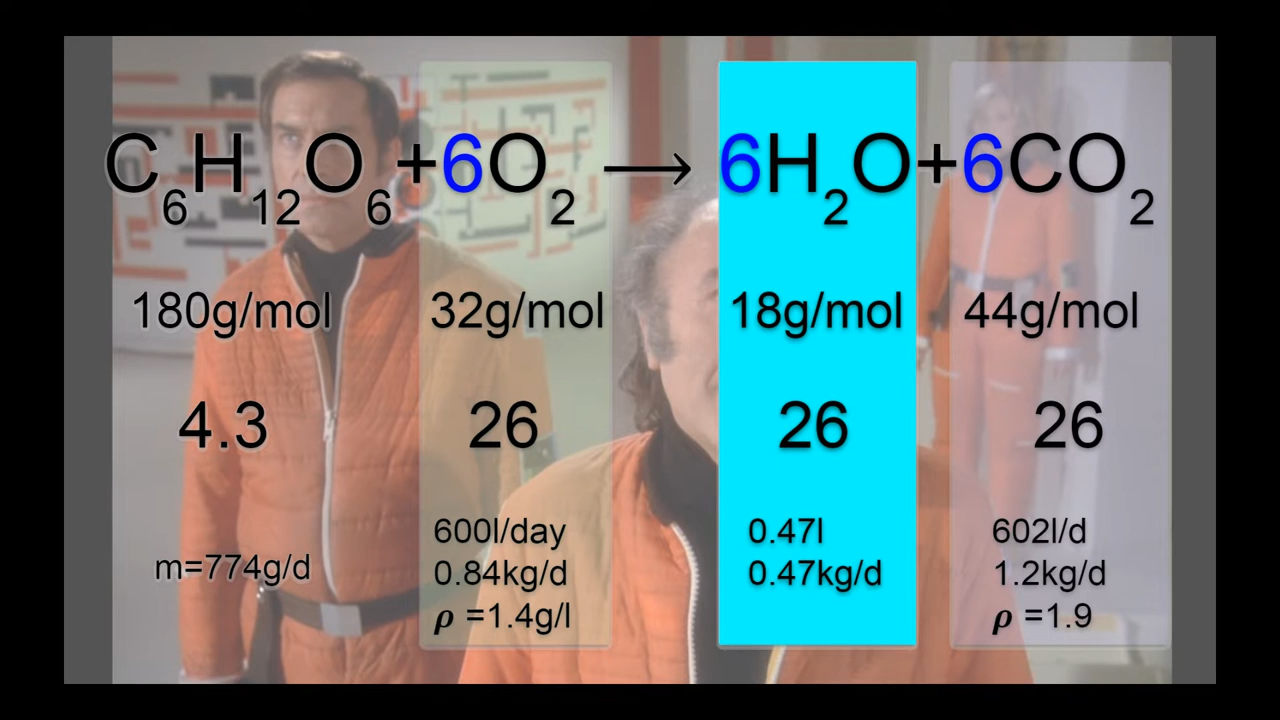 C₆H₁₂O₆+6O₂ ⟶ 6H₂O+6CO₂
180g/mol 32g/mol 18g/mol 44g/mol
4.3 26 26 26
600l/day 0.47l 602l/d
m=774g/d 0.84kg/d 0.47kg/d 1.2kg/d
ρ =1.4g/l ρ =1.9